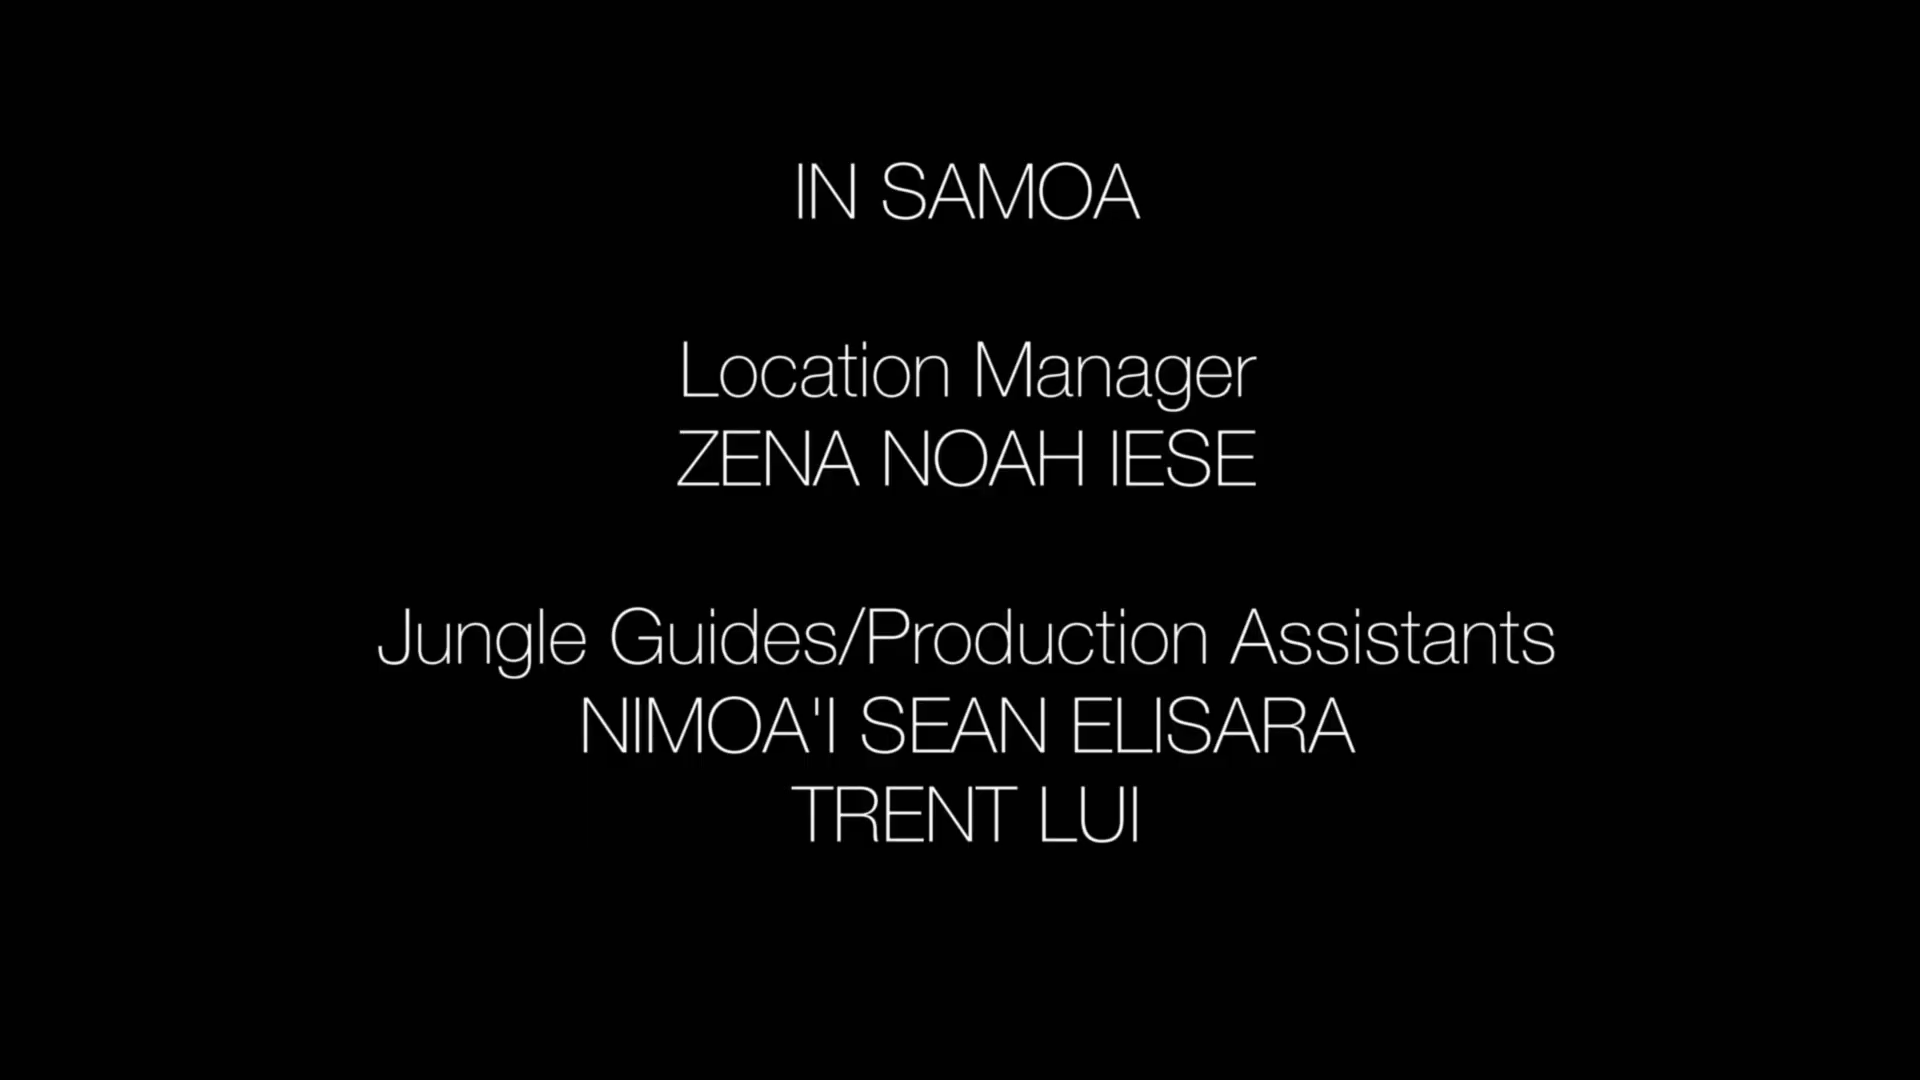 IN SAMOA
Location Manager
ZENA NOAH IESE
Jungle Guides/Production Assistants
NIMOA'I SEAN ELISARA
TRENT LUI